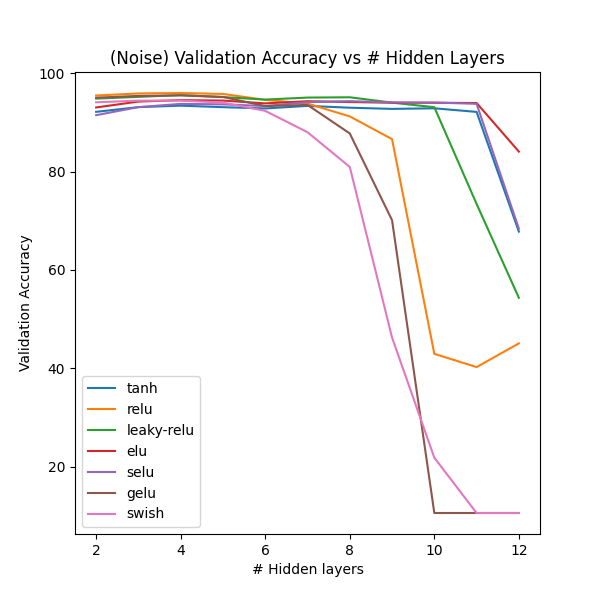 (Noise) Validation Accuracy vs # Hidden Layers
100
80
60
40
20
Validation Accuracy
tanh
relu
leaky-relu
elu
selu
gelu
swish
2 4 6 8 10 12
# Hidden layers